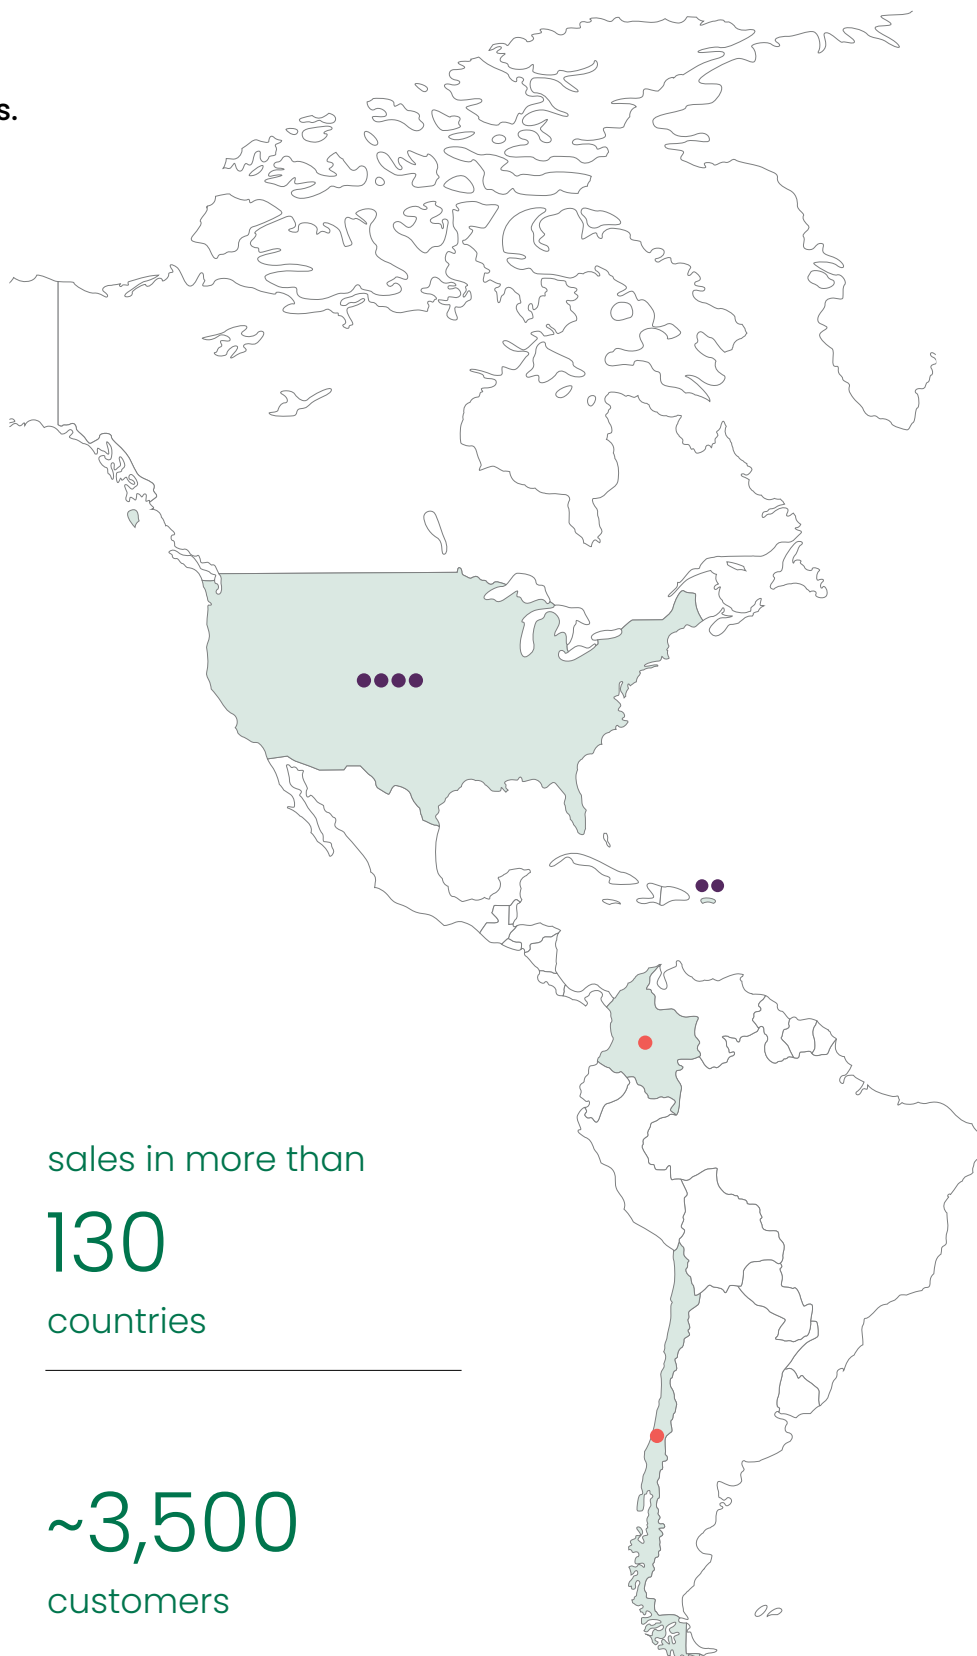 s.
sales in more than
130
countries
~3,500
customers